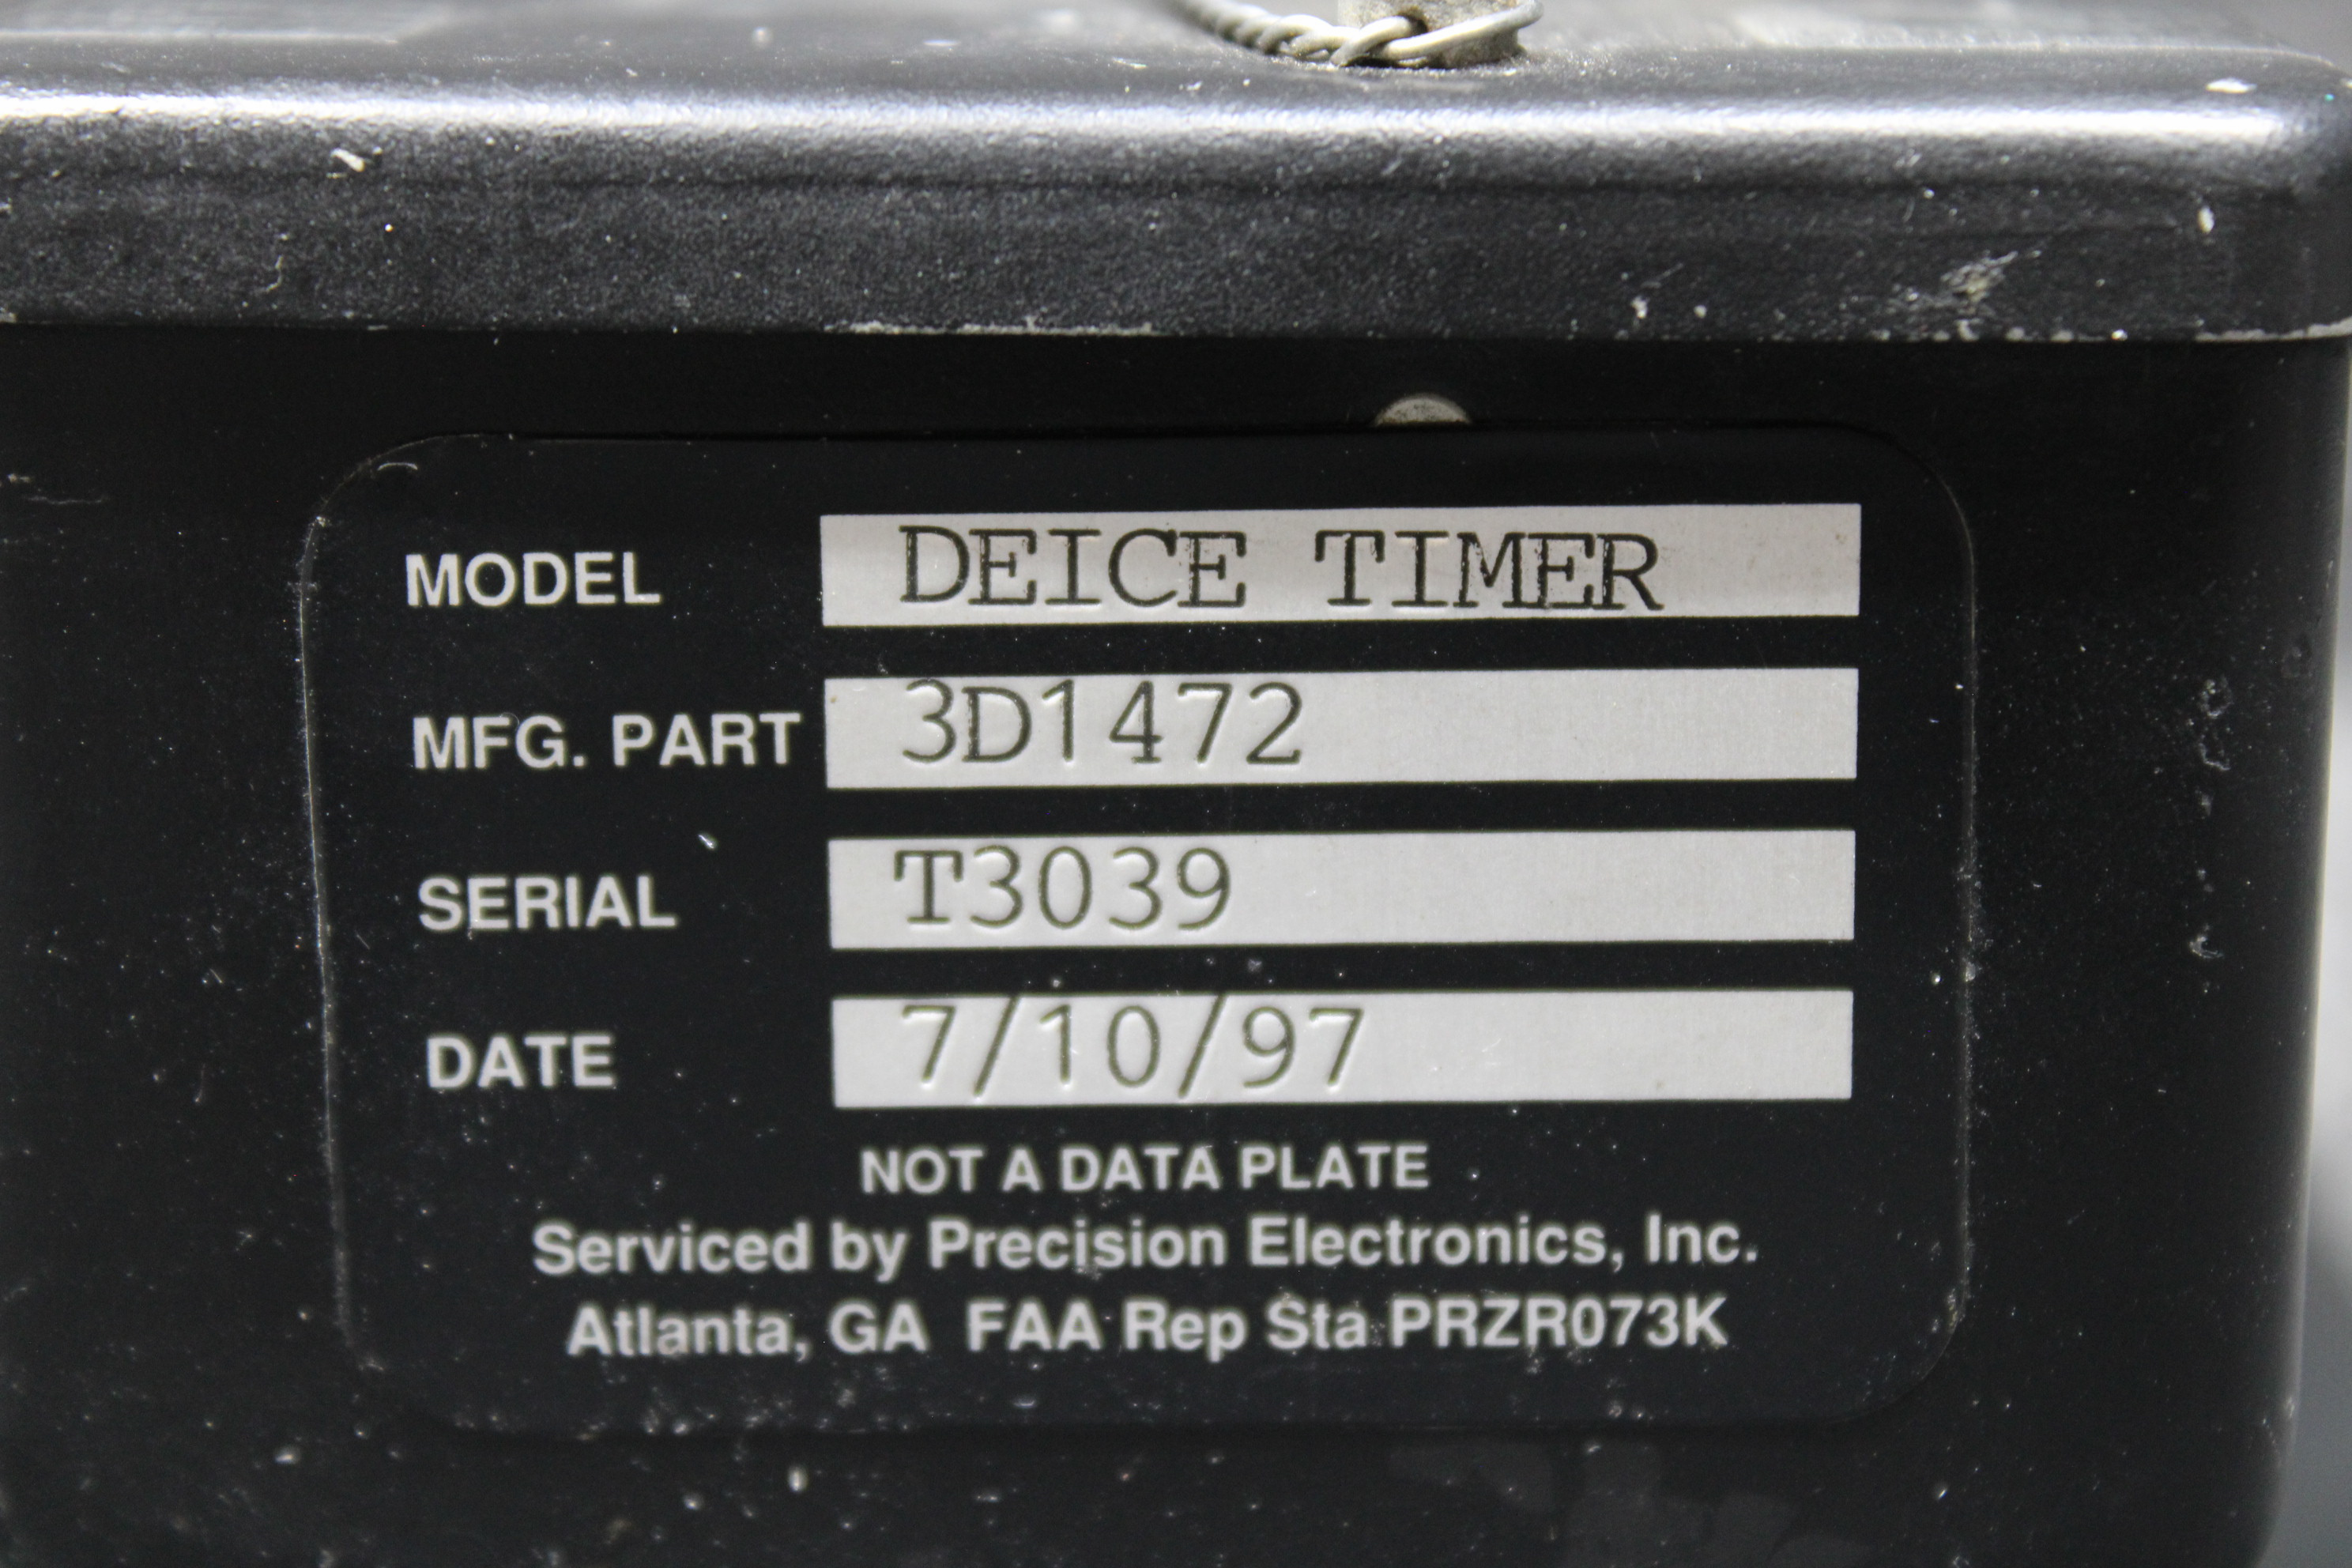 MODEL DEICE TIMER
MFG. PART 3D1472
SERIAL T3039
DATE 7/10/97
NOT A DATA PLATE
Serviced by Precision Electronics, Inc.
Atlanta, GA FAA Rep Sta PRZR073K